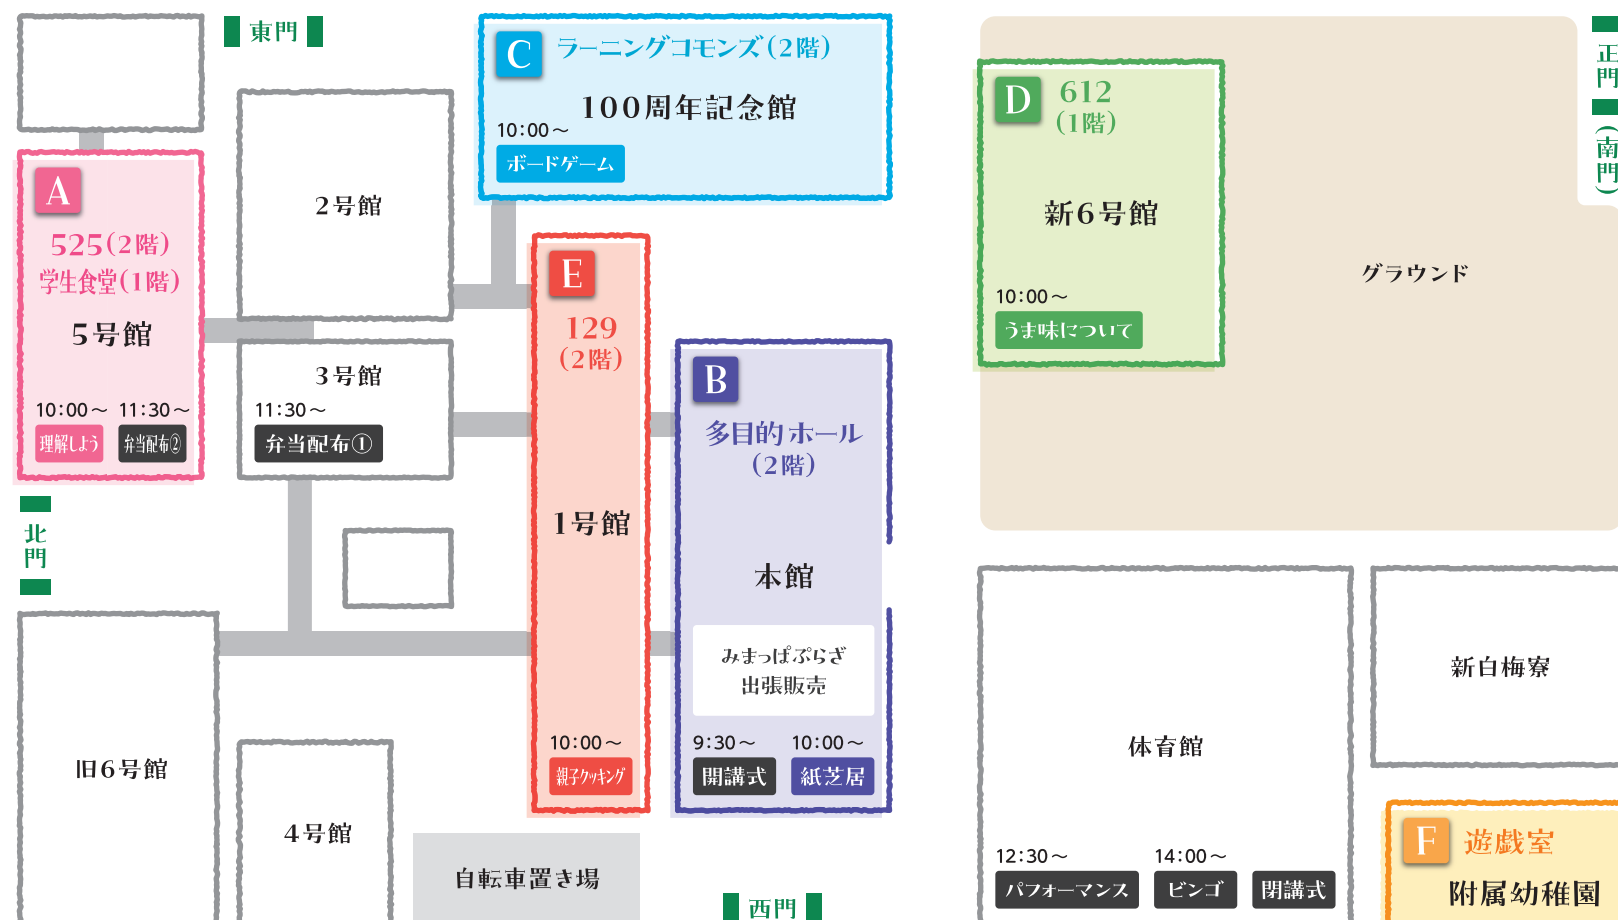 東門
C
ラーニングコモンズ(2階)
100周年記念館
10:00～
ボードゲーム
正門
(南門)
D
612
(1階)
新6号館
10:00～
うま味について
グラウンド
A
525(2階)
学生食堂(1階)
5号館
10:00～ 11:30～
理解しよう 弁当配布②
2号館
3号館
11:30～
弁当配布①
E
129
(2階)
1号館
10:00～
親子クッキング
B
多目的ホール
(2階)
本館
みまっぱぷらざ
出張販売
9:30～ 10:00～
開講式 紙芝居
北門
旧6号館
4号館
自転車置き場
西門
体育館
12:30～ 14:00～
パフォーマンス ビンゴ 閉講式
新白梅寮
F
遊戯室
附属幼稚園